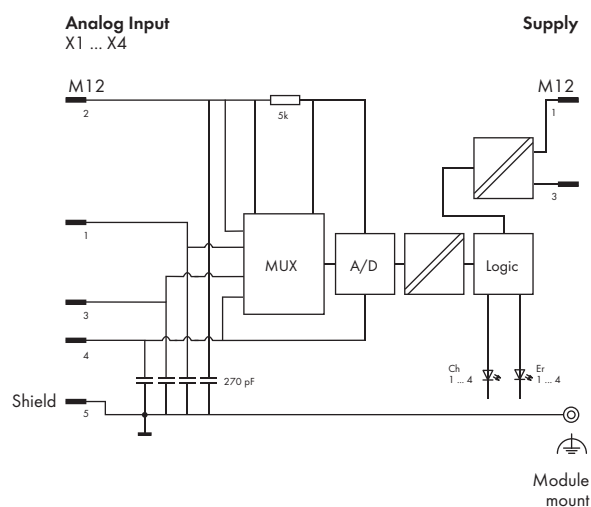 Analog Input
X1 ... X4
Supply
M12
2
5k
M12
1
3
1
MUX
A/D
Logic
3
4
270 pF
Ch
1 ... 4
Er
1 ... 4
Shield
5
Module
mount